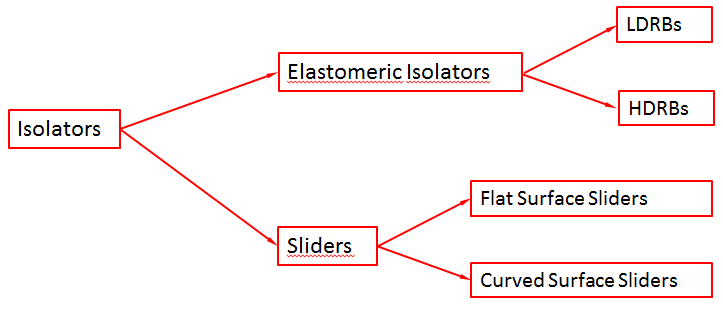 Isolators
Elastomeric Isolators
LDRBs
HDRBs
Sliders
Flat Surface Sliders
Curved Surface Sliders